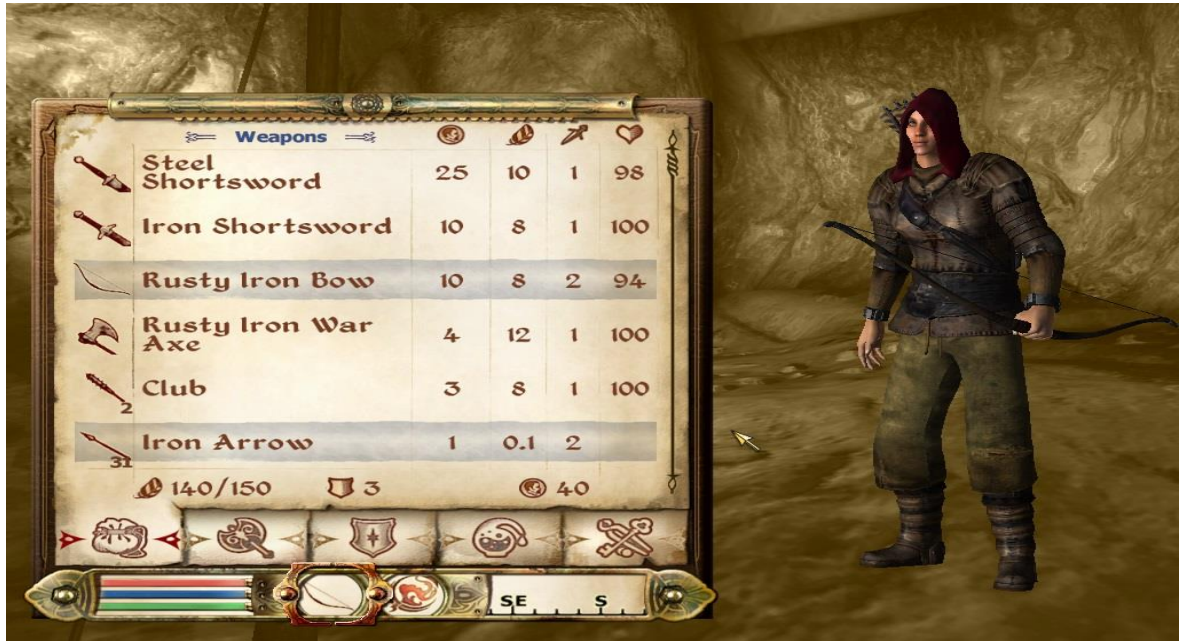 Weapons
Steel
Shortsword 25 10 1 98
Iron Shortsword 10 8 1 100
Rusty Iron Bow 10 8 2 94
Rusty Iron War
Axe 4 12 1 100
Club 3 8 1 100
2
Iron Arrow 1 0.1 2
31
140/150 3 40
SE S